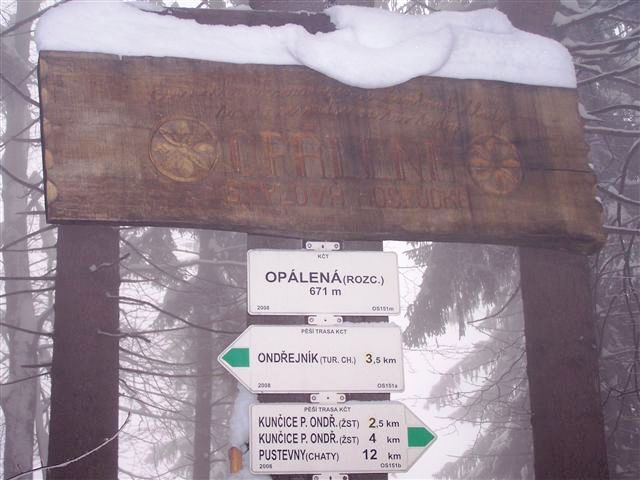 OPÁLENÁ
STYLOVÁ HOSPŮDKA
KČT
OPÁLENÁ (ROZC.)
671 m
2008 OS151m
PĚŠÍ TRASA KČT
ONDŘEJNÍK (TUR. CH.) 3,5 km
2008 OS151a
PĚŠÍ TRASA KČT
KUNČICE P. ONDŘ. (ŽST) 2,5 km
KUNČICE P. ONDŘ. (ŽST) 4 km
PUSTEVNY (CHATY) 12 km
2008 OS151b